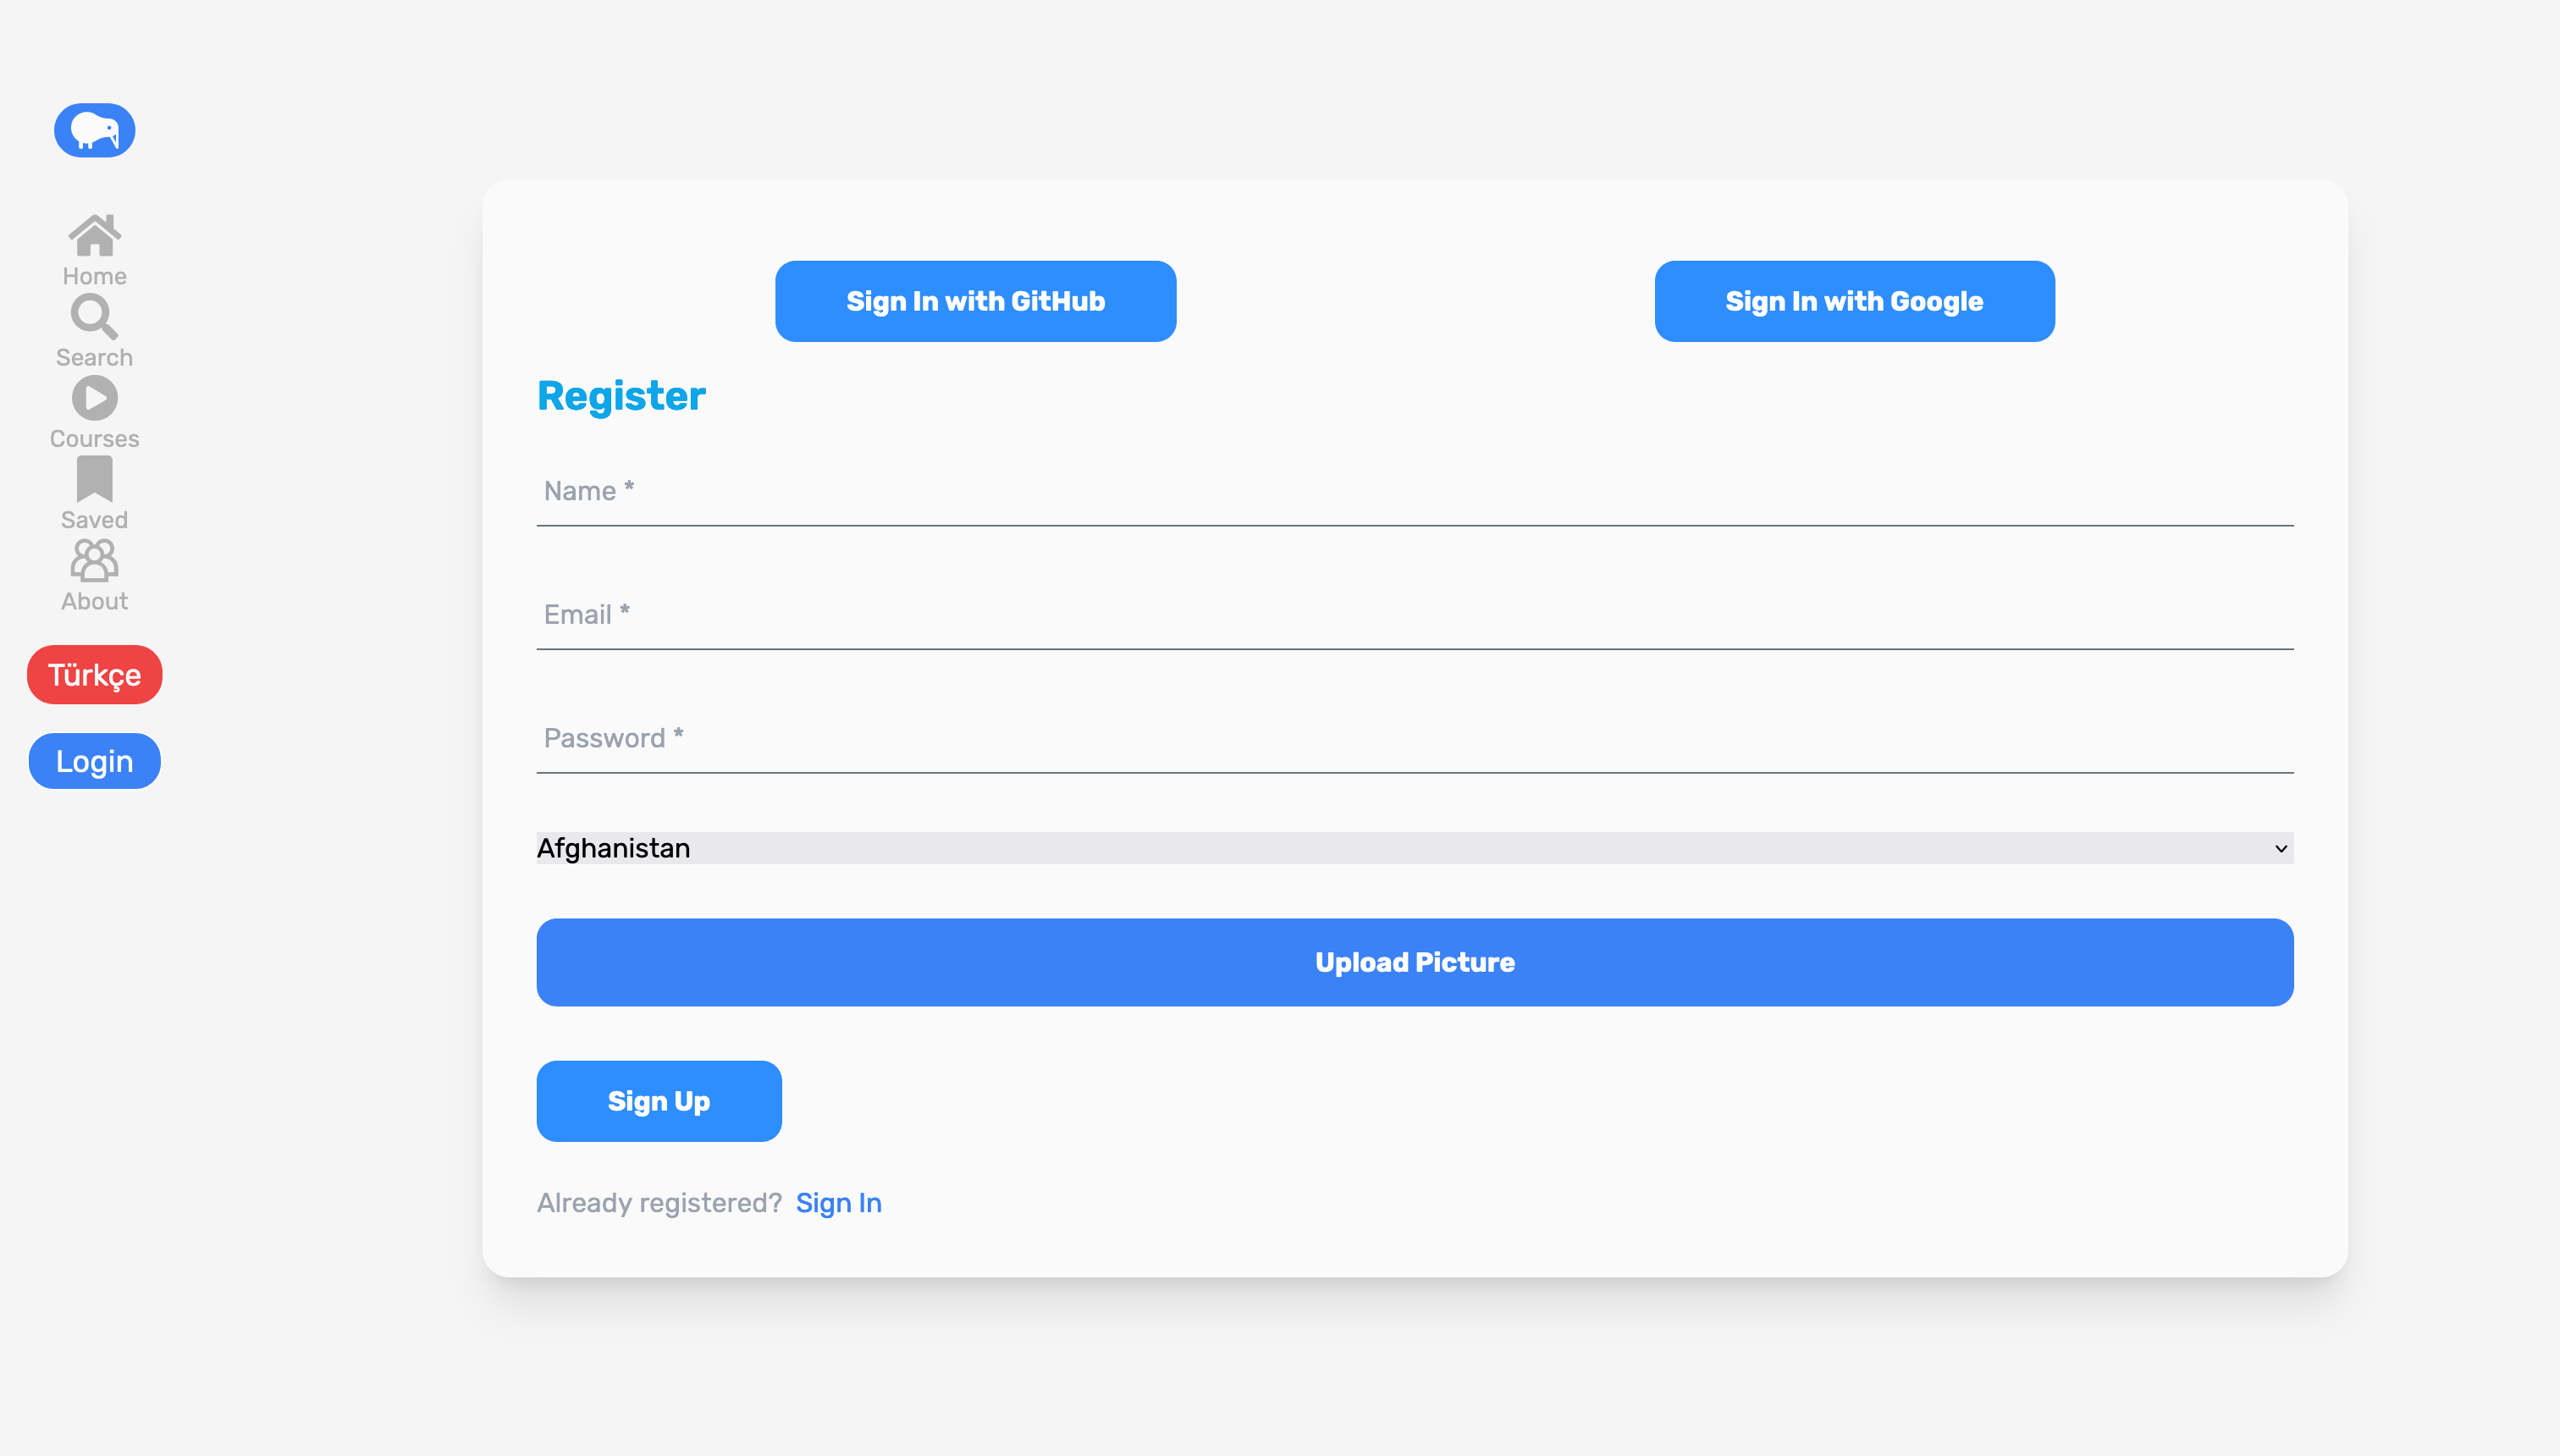 Home
Search
Courses
Saved
About
Türkçe
Login
Sign In with GitHub
Sign In with Google
Register
Name *
Email *
Password *
Afghanistan
Upload Picture
Sign Up
Already registered? Sign In